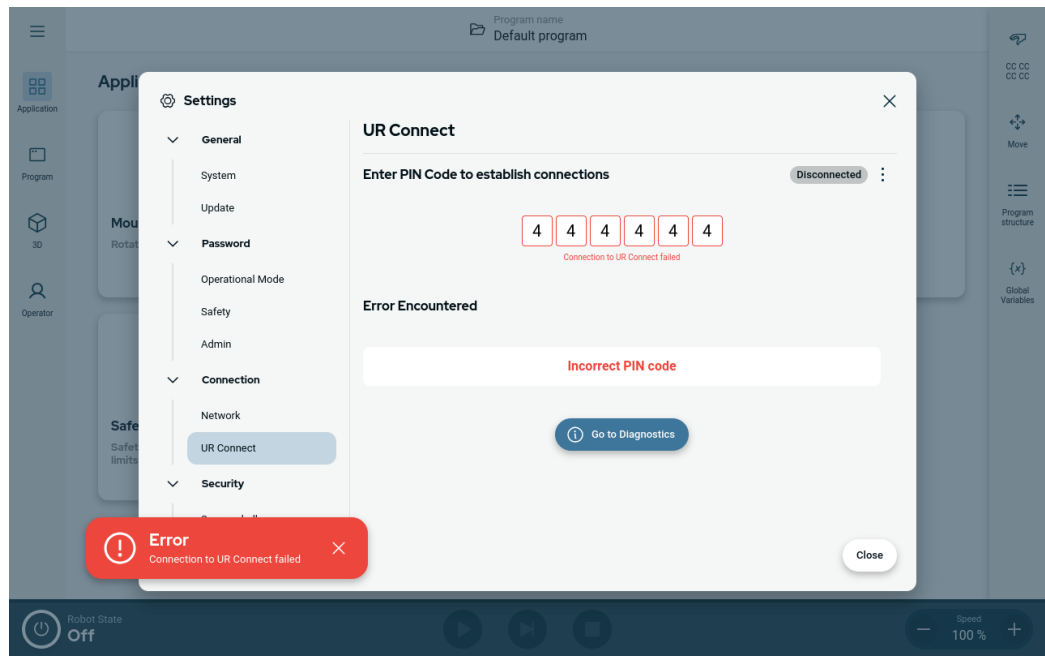 Program name
Default program
Application
Program
3D
Operator
Appli
Mou
Rotat
Safe
Safet
limits
Settings
General
System
Update
Password
Operational Mode
Safety
Admin
Connection
Network
UR Connect
Security
UR Connect
Enter PIN Code to establish connections
Disconnected
4 4 4 4 4 4
Connection to UR Connect failed
Error Encountered
Incorrect PIN code
Go to Diagnostics
Close
Error
Connection to UR Connect failed
CC CC
CC CC
Move
Program
structure
{x}
Global
Variables
Robot State
Off
Speed
100 %